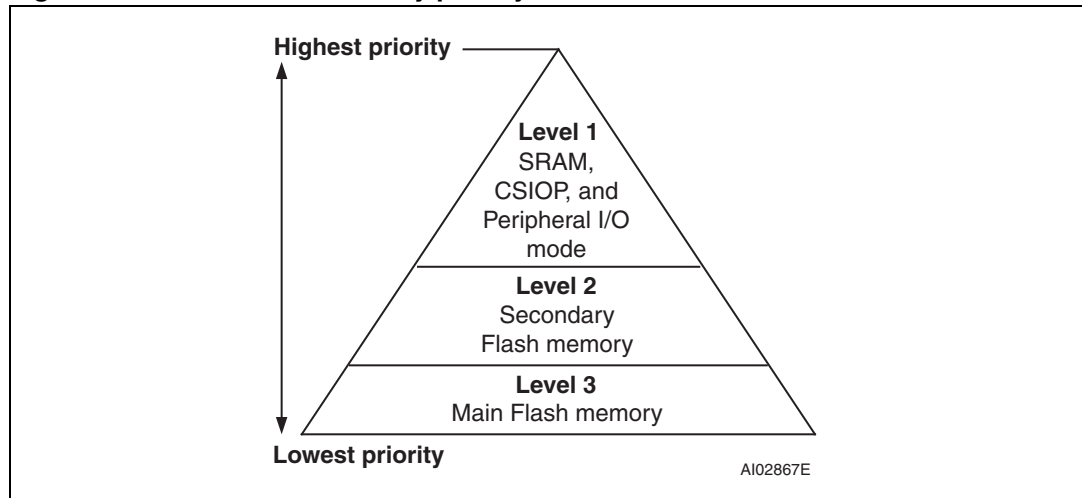 Highest priority
Level 1
SRAM,
CSIOP, and
Peripheral I/O
mode
Level 2
Secondary
Flash memory
Level 3
Main Flash memory
Lowest priority
AI02867E